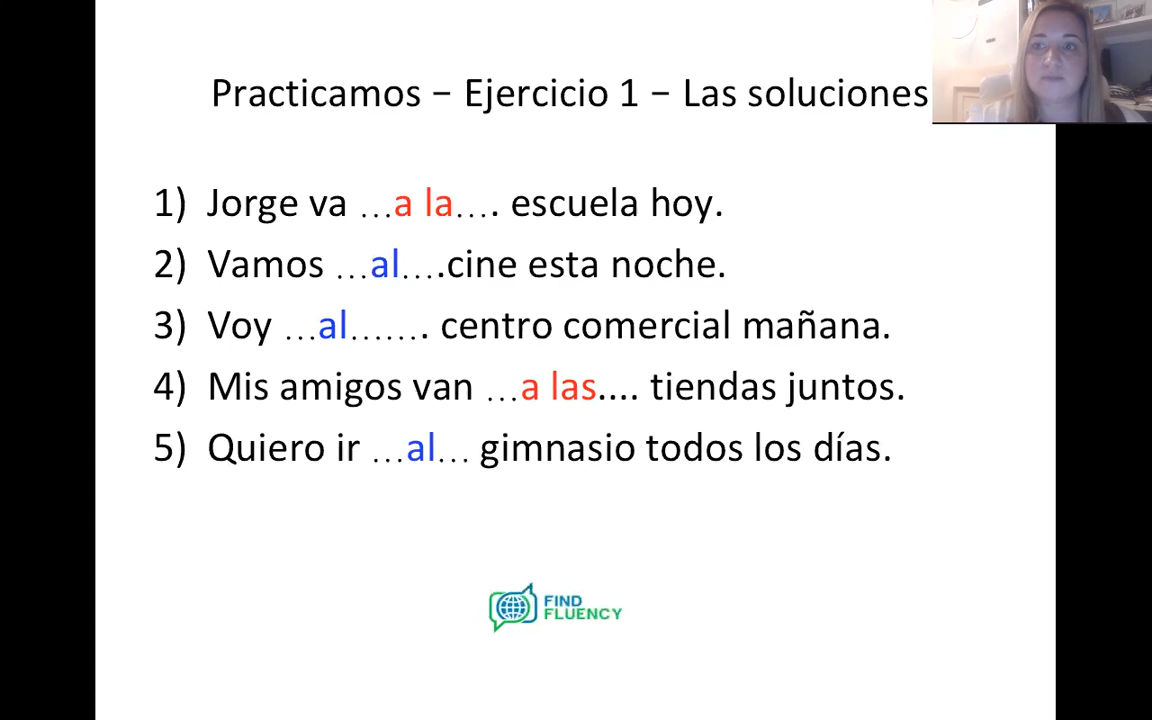 Practicamos – Ejercicio 1 – Las soluciones
1) Jorge va ...a la.... escuela hoy.
2) Vamos ...al....cine esta noche.
3) Voy ...al....... centro comercial mañana.
4) Mis amigos van ...a las.... tiendas juntos.
5) Quiero ir ...al... gimnasio todos los días.
FIND
FLUENCY